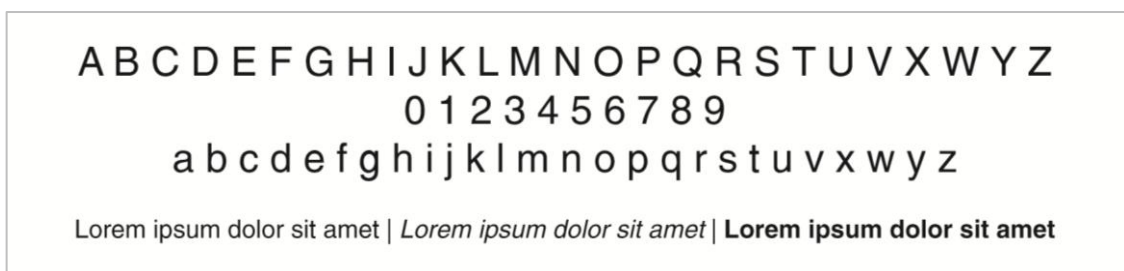 A B C D E F G H I J K L M N O P Q R S T U V X W Y Z
0 1 2 3 4 5 6 7 8 9
a b c d e f g h i j k l m n o p q r s t u v x w y z
Lorem ipsum dolor sit amet | Lorem ipsum dolor sit amet | Lorem ipsum dolor sit amet